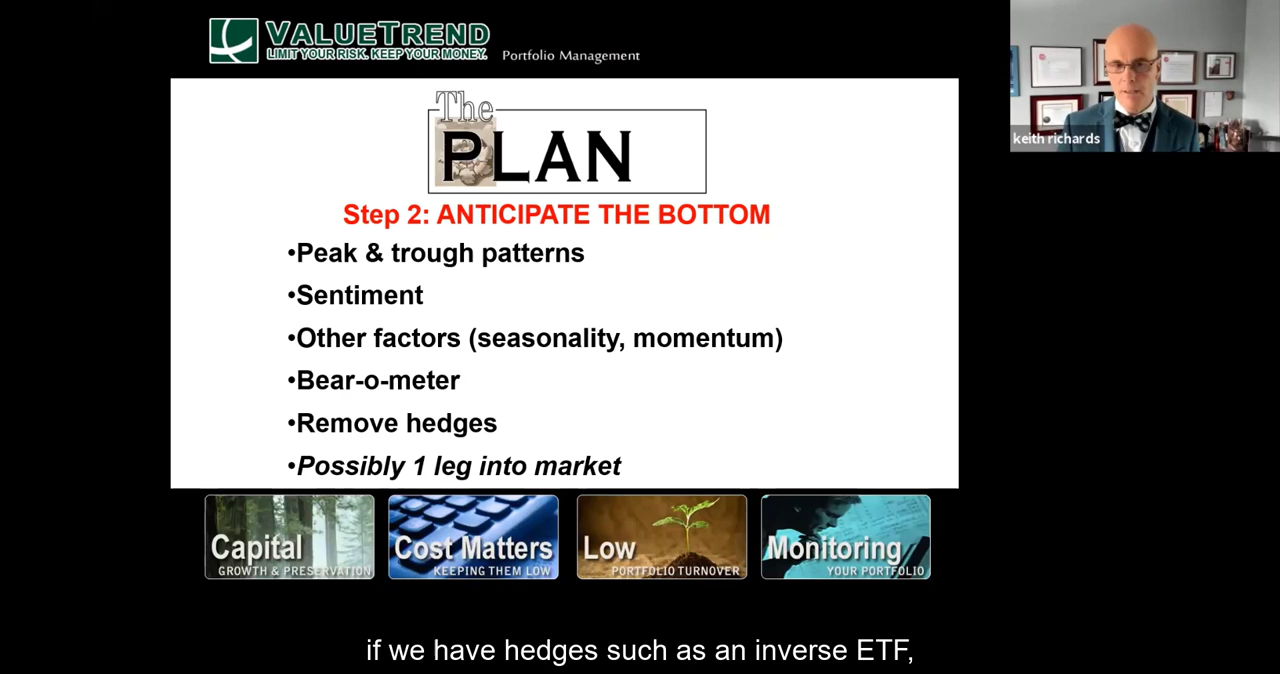 VALUETREND
LIMIT YOUR RISK. KEEP YOUR MONEY.
Portfolio Management
keith richards
The
PLAN
Step 2: ANTICIPATE THE BOTTOM
•Peak & trough patterns
•Sentiment
•Other factors (seasonality, momentum)
•Bear-o-meter
•Remove hedges
•Possibly 1 leg into market
Capital
GROWTH & PRESERVATION
Cost Matters
KEEPING THEM LOW
Low
PORTFOLIO TURNOVER
Monitoring
YOUR PORTFOLIO
if we have hedges such as an inverse ETF,